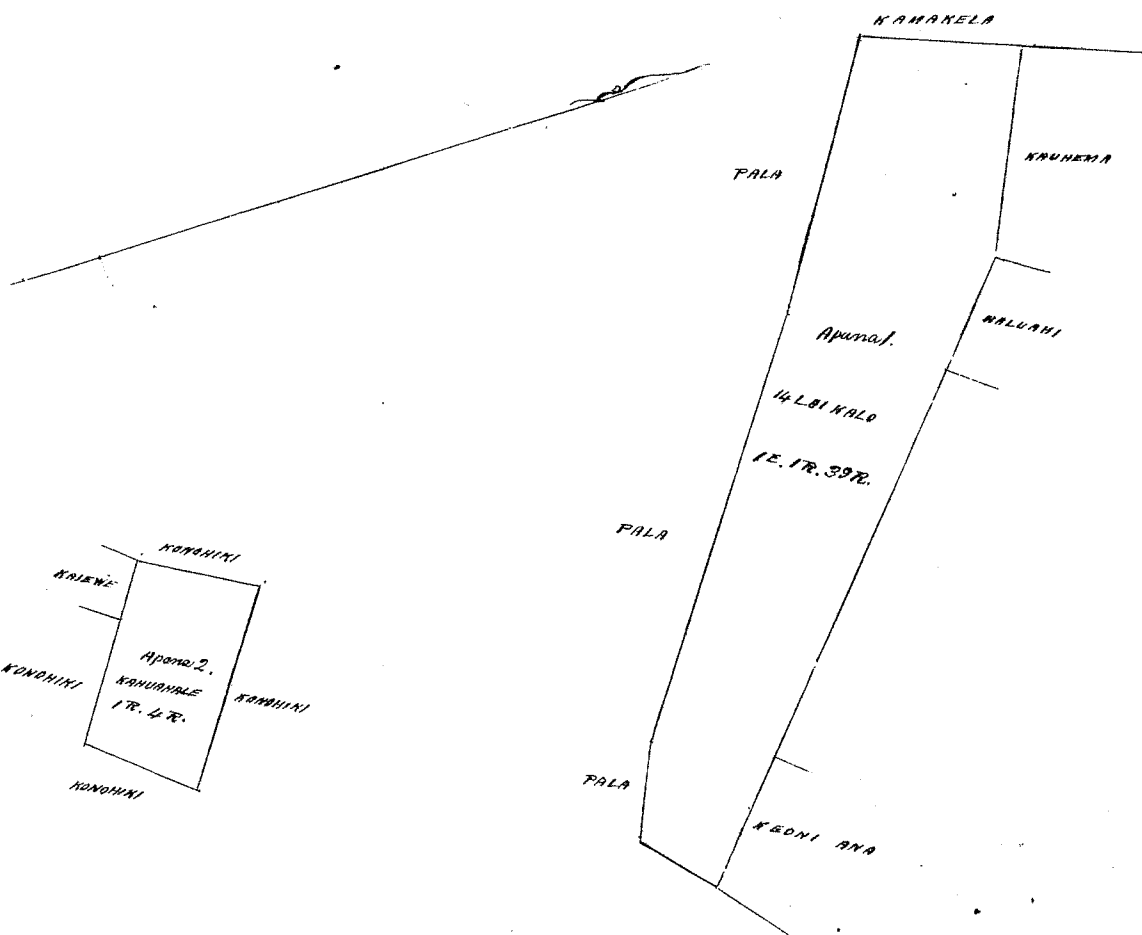 KAMAKELA
PALA
KAUHEMA
WALUAHI
Apana 1.
14 LOI KALO
1E. 1R. 39R.
PALA
PALA
KEONI ANA
KONOHIKI
KAIEWE
KONOHIKI
Apana 2.
KAHUAHALE
1R. 4R.
KONOHIKI
KONOHIKI